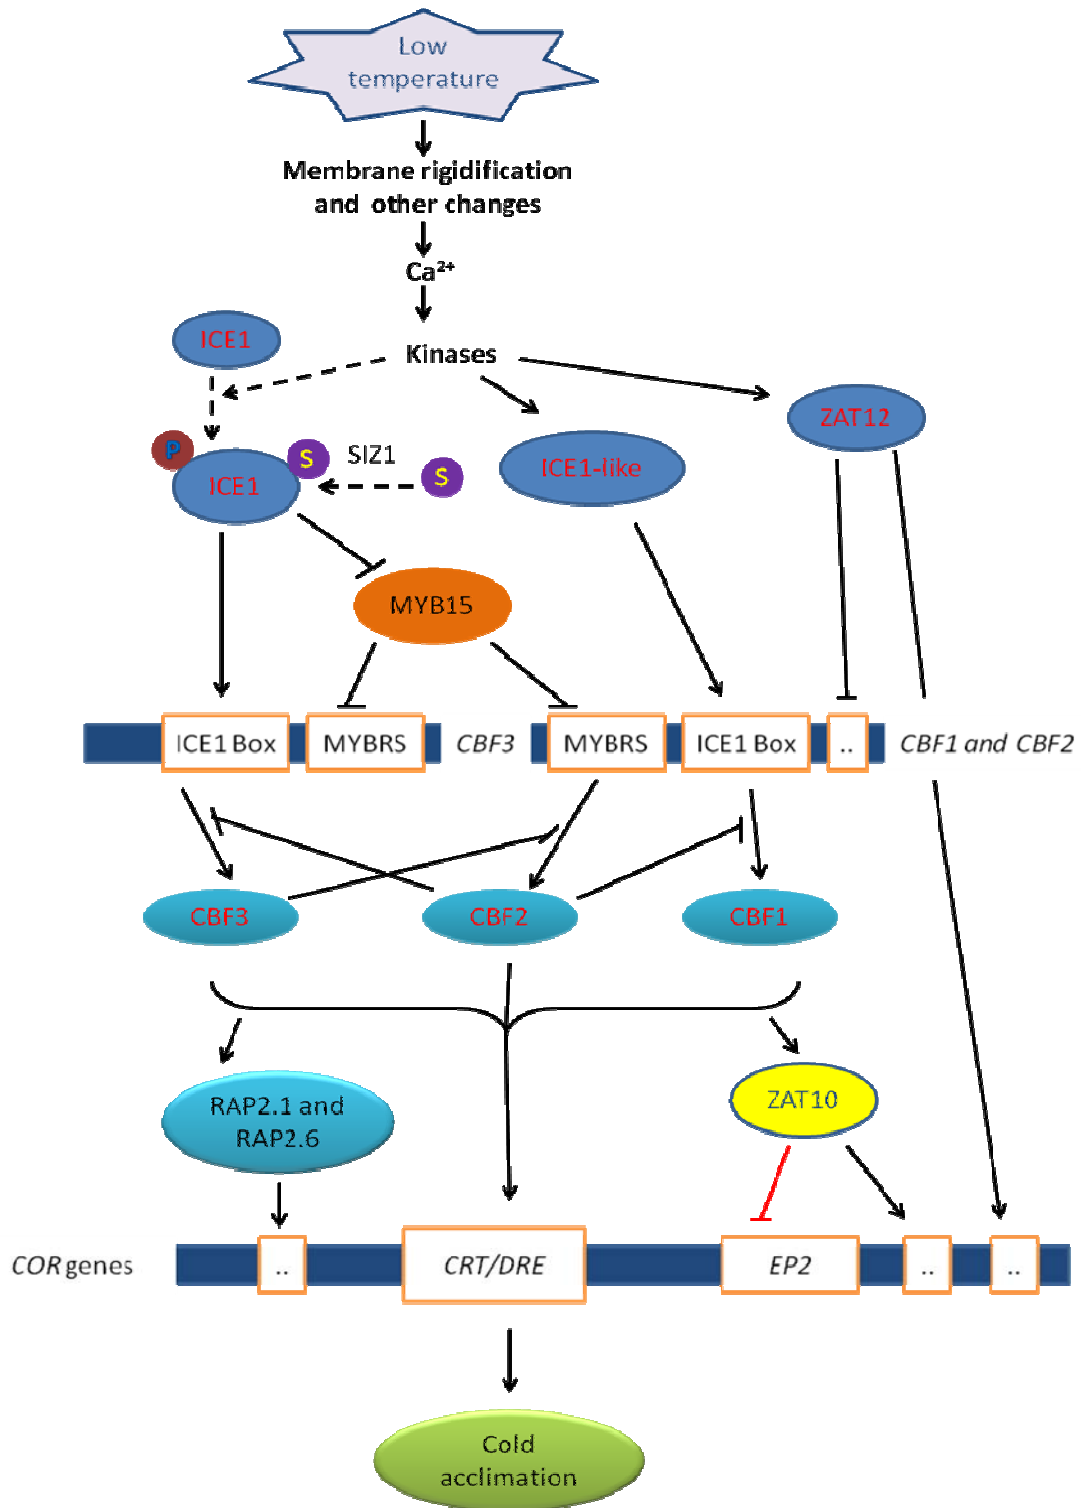 Low
temperature
Membrane rigidification
and other changes
Ca²⁺
ICE1
Kinases
ZAT12
P
S
SIZ1
S
ICE1
ICE1-like
MYB15
ICE1 Box
MYBRS
CBF3
MYBRS
ICE1 Box
..
CBF1 and CBF2
CBF3
CBF2
CBF1
RAP2.1 and
RAP2.6
ZAT10
COR genes
..
CRT/DRE
EP2
..
..
Cold
acclimation